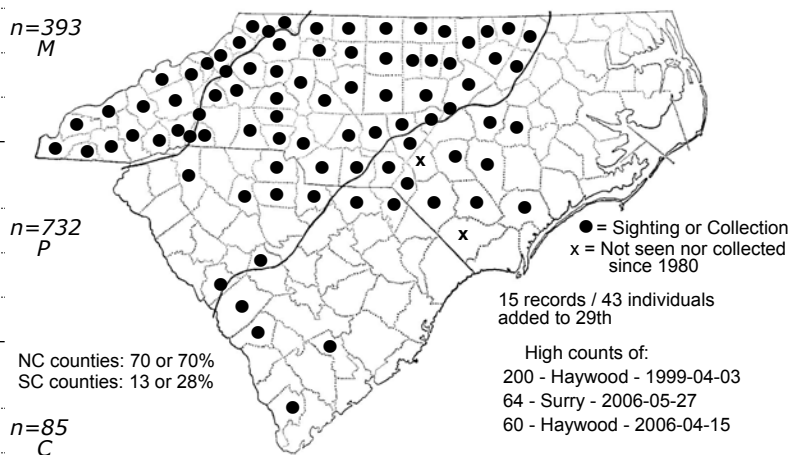 n=393
M
n=732
P
n=85
C
x
x
● = Sighting or Collection
x = Not seen nor collected
since 1980
15 records / 43 individuals
added to 29th
NC counties: 70 or 70%
SC counties: 13 or 28%
High counts of:
200 - Haywood - 1999-04-03
64 - Surry - 2006-05-27
60 - Haywood - 2006-04-15